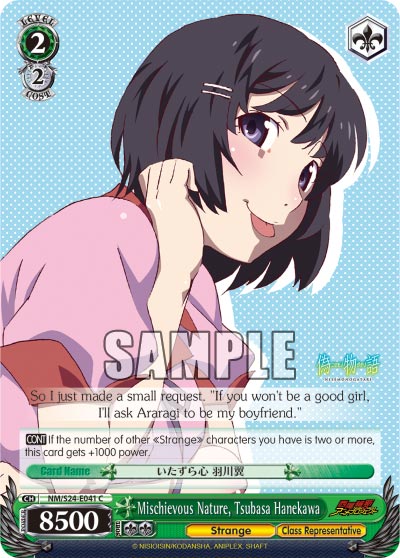 LEVEL
2
2
COST
SAMPLE
偽物語
NISEMONOGATARI
So I just made a small request. "If you won't be a good girl,
I'll ask Araragi to be my boyfriend."
CONT If the number of other «Strange» characters you have is two or more,
this card gets +1000 power.
Card Name いたずら心 羽川翼
CH NM/S24-E041 C
Mischievous Nature, Tsubasa Hanekawa
POWER 8500 SOUL
Strange Class Representative
© NISIOISIN/KODANSHA, ANIPLEX, SHAFT